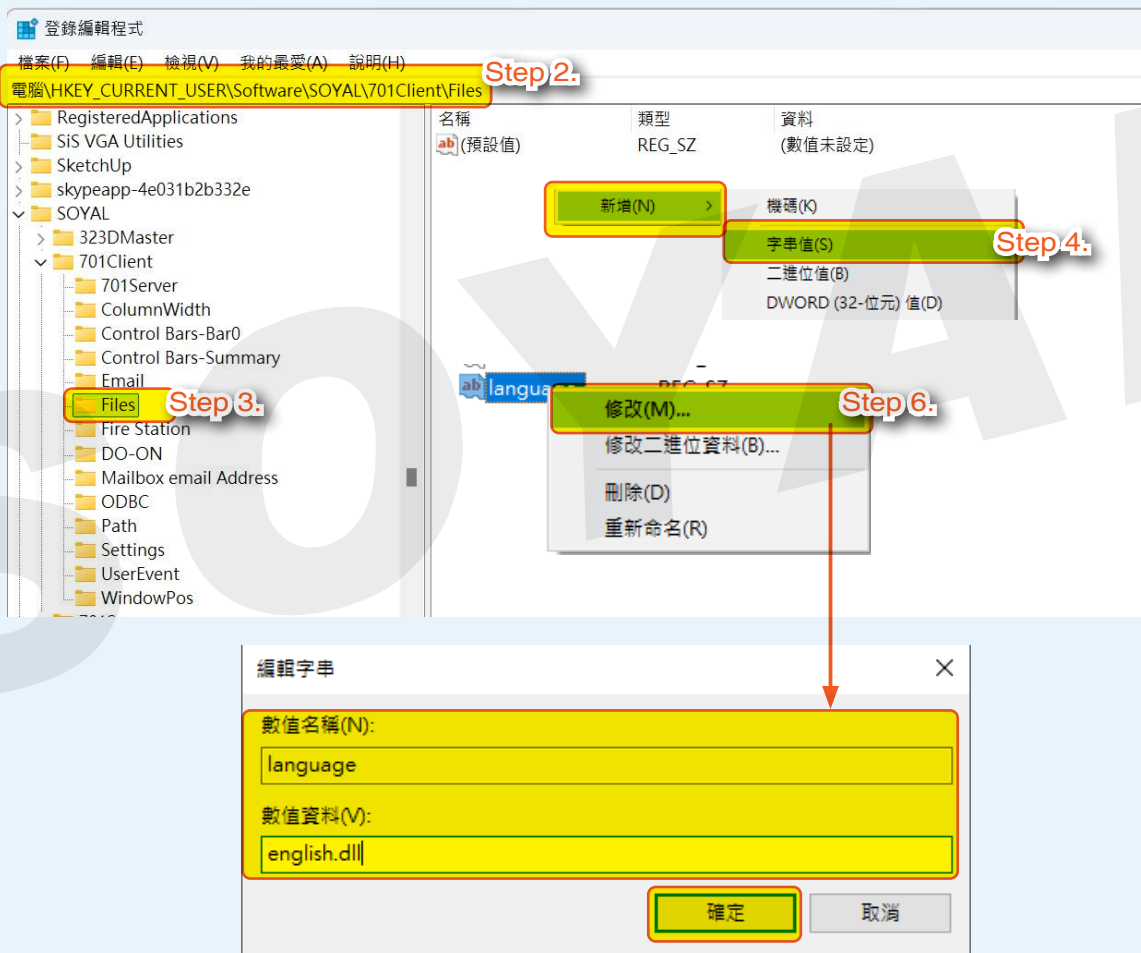 登錄編輯程式
檔案(F) 編輯(E) 檢視(V) 我的最愛(A) 說明(H)
Step 2.
電腦\HKEY_CURRENT_USER\Software\SOYAL\701Client\Files
RegisteredApplications
SiS VGA Utilities
SketchUp
skypeapp-4e031b2b332e
SOYAL
323DMaster
701Client
701Server
ColumnWidth
Control Bars-Bar0
Control Bars-Summary
Email
Files Step 3.
Fire Station
DO-ON
Mailbox email Address
ODBC
Path
Settings
UserEvent
WindowPos
名稱 類型 資料
ab (預設值) REG_SZ (數值未設定)
新增(N) >
機碼(K)
字串值(S) Step 4.
二進位值(B)
DWORD (32-位元) 值(D)
ab REG_SZ
修改(M)... Step 6.
修改二進位資料(B)...
刪除(D)
重新命名(R)
編輯字串
數值名稱(N):
language
數值資料(V):
english.dll
確定 取消
SOYA